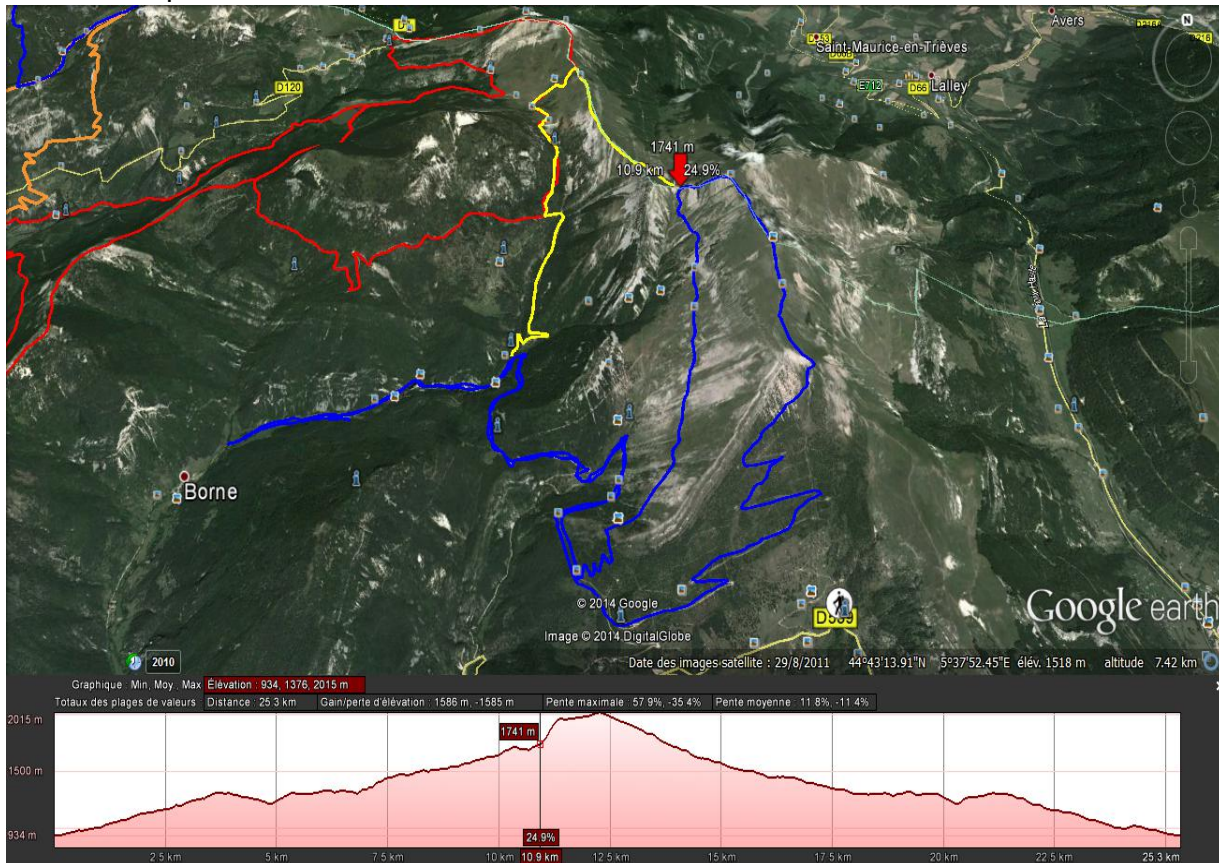 D120
Avers
D216
N
Saint-Maurice-en-Trièves
E712
D66
Lalley
1741 m
10.9 km
24.9%
Borne
© 2014 Google
Image © 2014 DigitalGlobe
Google earth
D539
2010
Date des images satellite : 29/8/2011 44°43'13.91"N 5°37'52.45"E élév. 1518 m altitude 7.42 km
Graphique : Min, Moy., Max Élévation : 934, 1376, 2015 m
Totaux des plages de valeurs Distance : 25.3 km Gain/perte d'élévation : 1586 m, -1585 m Pente maximale : 57.9%, -35.4% Pente moyenne : 11.8%, -11.4%
2015 m
1741 m
1500 m
934 m
24.9%
2.5 km 5 km 7.5 km 10 km 10.9 km 12.5 km 15 km 17.5 km 20 km 22.5 km 25.3 km